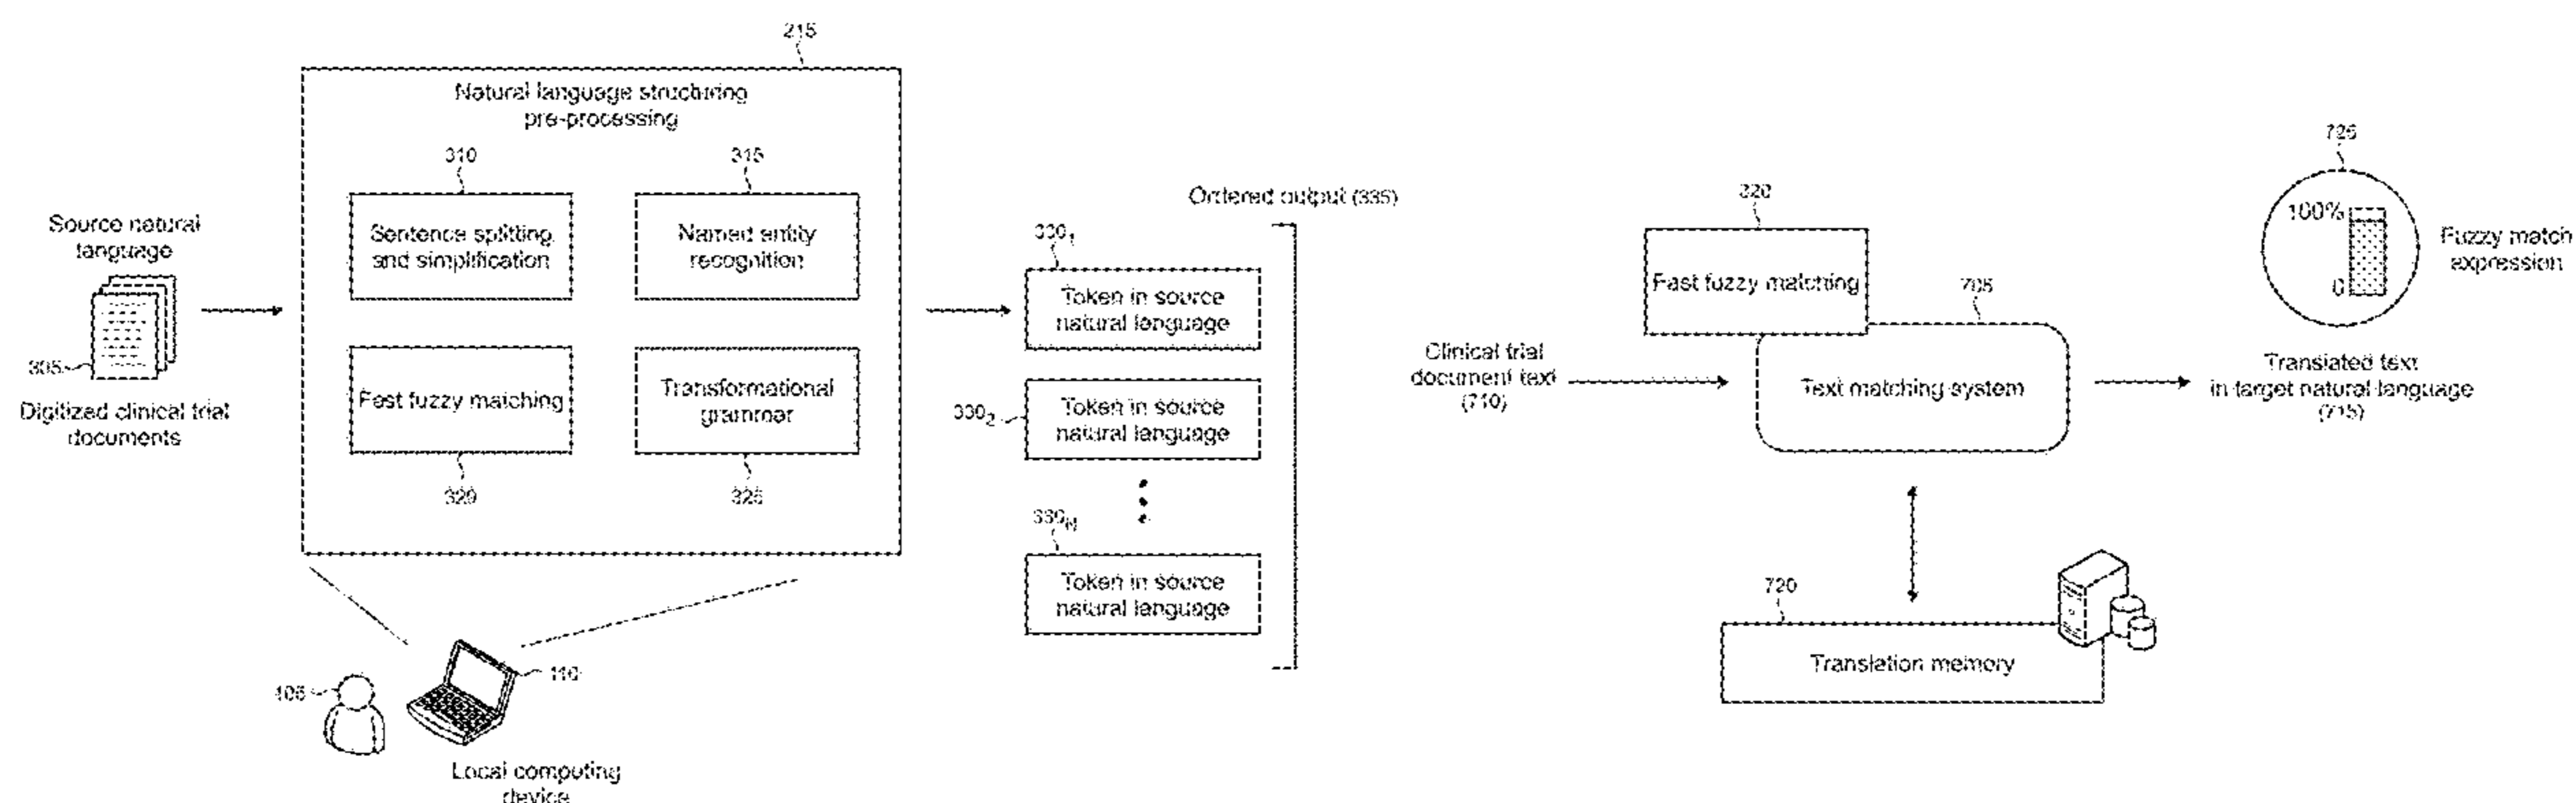 215
Natural language structuring
pre-processing
310
315
Sentence splitting
and simplification
Named entity
recognition
Fast fuzzy matching
Transformational
grammar
320
325
Source natural
language
305
Digitized clinical trial
documents
105
110
Local computing
device
Ordered output (335)
330₁
Token in source
natural language
330₂
Token in source
natural language
330N
Token in source
natural language
320
Fast fuzzy matching
705
Text matching system
Clinical trial
document text
(710)
720
Translation memory
725
100%
0
Fuzzy match
expression
Translated text
in target natural language
(715)